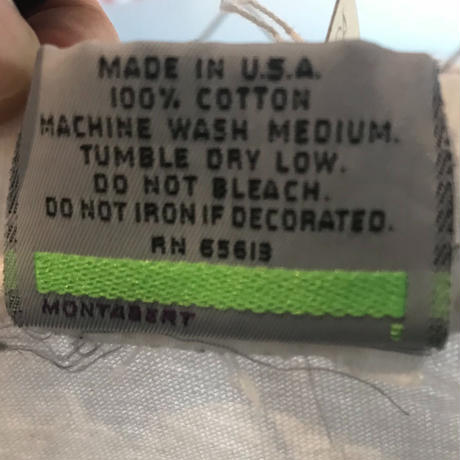 MADE IN U.S.A.
100% COTTON
MACHINE WASH MEDIUM.
TUMBLE DRY LOW.
DO NOT BLEACH.
DO NOT IRON IF DECORATED.
RN 65613
MONTABERT